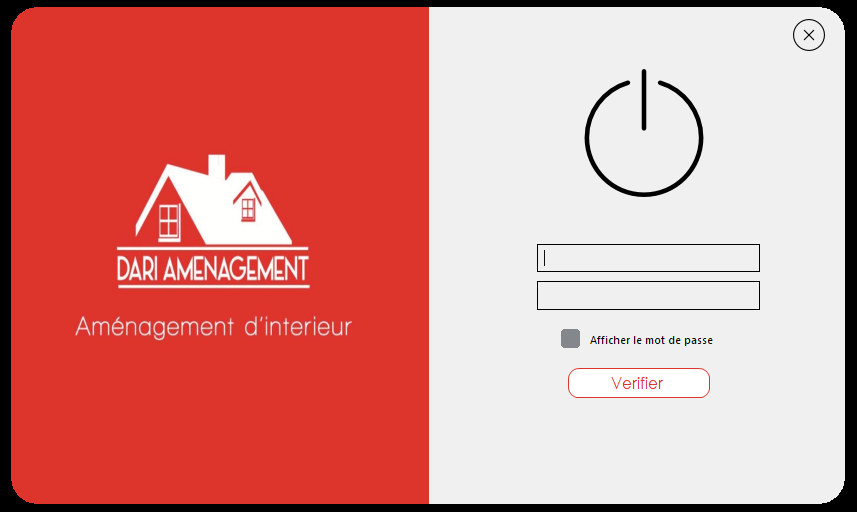 DARI AMENAGEMENT
Aménagement d'interieur
Afficher le mot de passe
Verifier